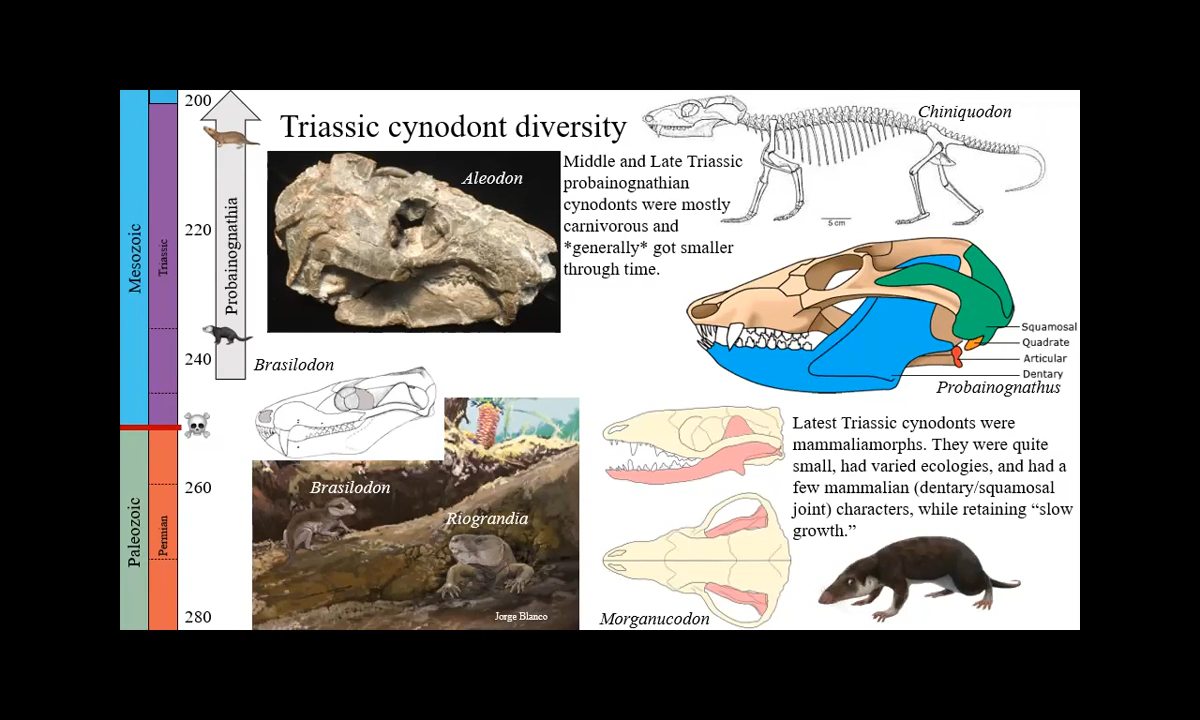 Mesozoic
Triassic
Paleozoic
Permian
200
220
240
260
280
Probainognathia
Triassic cynodont diversity
Aleodon
Middle and Late Triassic
probainognathian
cynodonts were mostly
carnivorous and
*generally* got smaller
through time.
Chiniquodon
5 cm
Squamosal
Quadrate
Articular
Dentary
Probainognathus
Brasilodon
Brasilodon
Riograndia
Jorge Blanco
Latest Triassic cynodonts were
mammaliamorphs. They were quite
small, had varied ecologies, and had a
few mammalian (dentary/squamosal
joint) characters, while retaining “slow
growth.”
Morganucodon